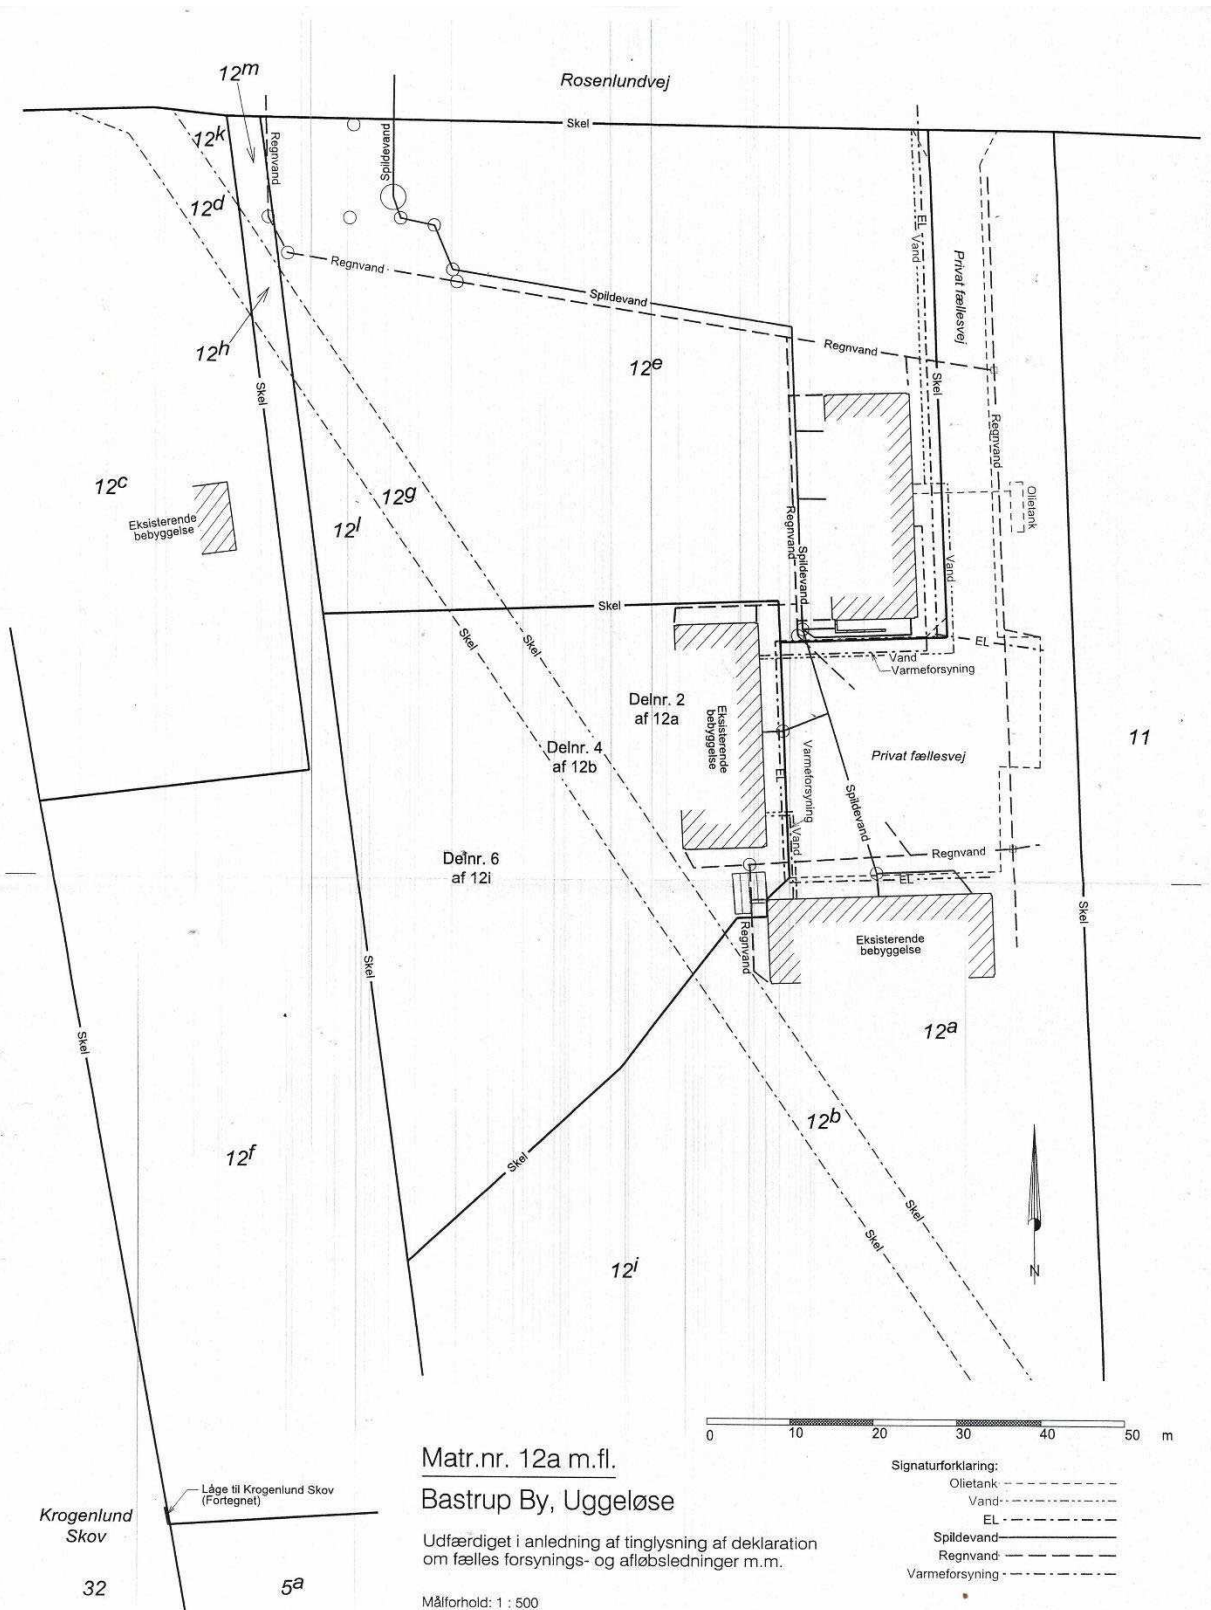 Rosenlundvej
12m
Skel
12k
Regnvand
Spildevand
12d
EL
Vand
Privat fællesvej
Regnvand
Spildevand
12h
12e
Regnvand
Skel
Skel
Regnvand
12c
Eksisterende
bebyggelse
12g
12l
Olietank
Regnvand
Spildevand
Vand
Skel
Skel
Skel
EL
Vand
Varmeforsyning
Delnr. 2
af 12a
Eksisterende
bebyggelse
Delnr. 4
af 12b
EL
Varmeforsyning
Vand
Privat fællesvej
11
Spildevand
Delnr. 6
af 12i
Regnvand
EL
Skel
Regnvand
Eksisterende
bebyggelse
Skel
Skel
12a
12b
12f
Skel
Skel
Skel
12i
N
0 10 20 30 40 50 m
Matr.nr. 12a m.fl.
Bastrup By, Uggeløse
Udfærdiget i anledning af tinglysning af deklaration
om fælles forsynings- og afløbsledninger m.m.
Målforhold: 1 : 500
Signaturforklaring:
Olietank
Vand
EL
Spildevand
Regnvand
Varmeforsyning
Låge til Krogenlund Skov
(Fortegnet)
Krogenlund
Skov
32
5a